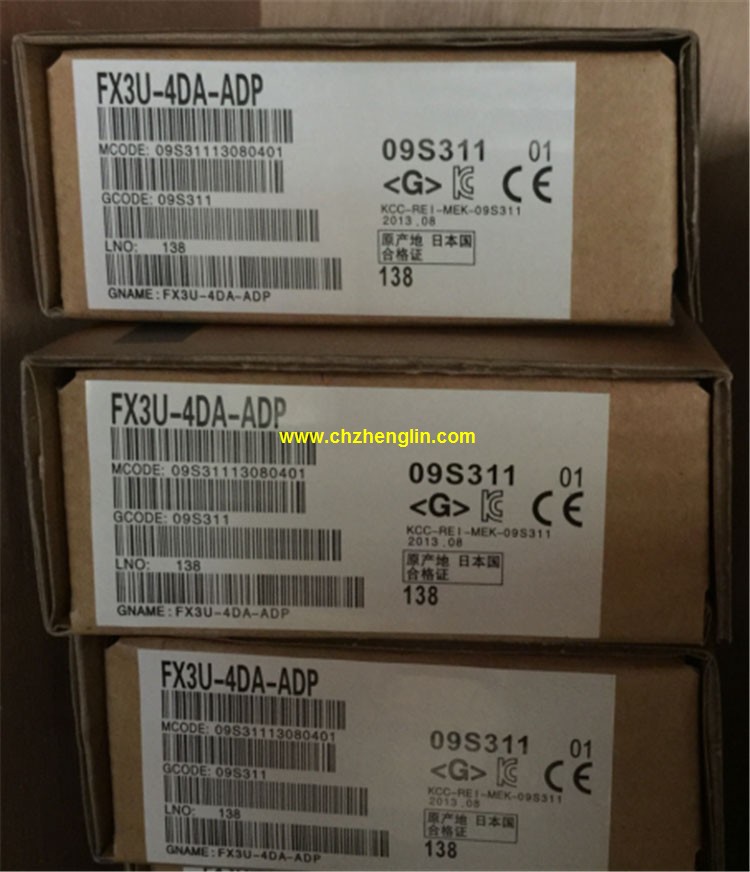 FX3U-4DA-ADP
MCODE: 09S31113080401
GCODE: 09S311
LNO: 138
GNAME: FX3U-4DA-ADP
09S311 01
<G> CE
KCC-REI-MEK-09S311
2013.08
原产地 日本国
合格证
138
FX3U-4DA-ADP
www.chzhenglin.com
MCODE: 09S31113080401
GCODE: 09S311
LNO: 138
GNAME: FX3U-4DA-ADP
09S311 01
<G> CE
KCC-REI-MEK-09S311
2013.08
原产地 日本国
合格证
138
FX3U-4DA-ADP
MCODE: 09S31113080401
GCODE: 09S311
LNO: 138
GNAME: FX3U-4DA-ADP
09S311 01
<G> CE
KCC-REI-MEK-09S311
2013.08
原产地 日本国
合格证
138